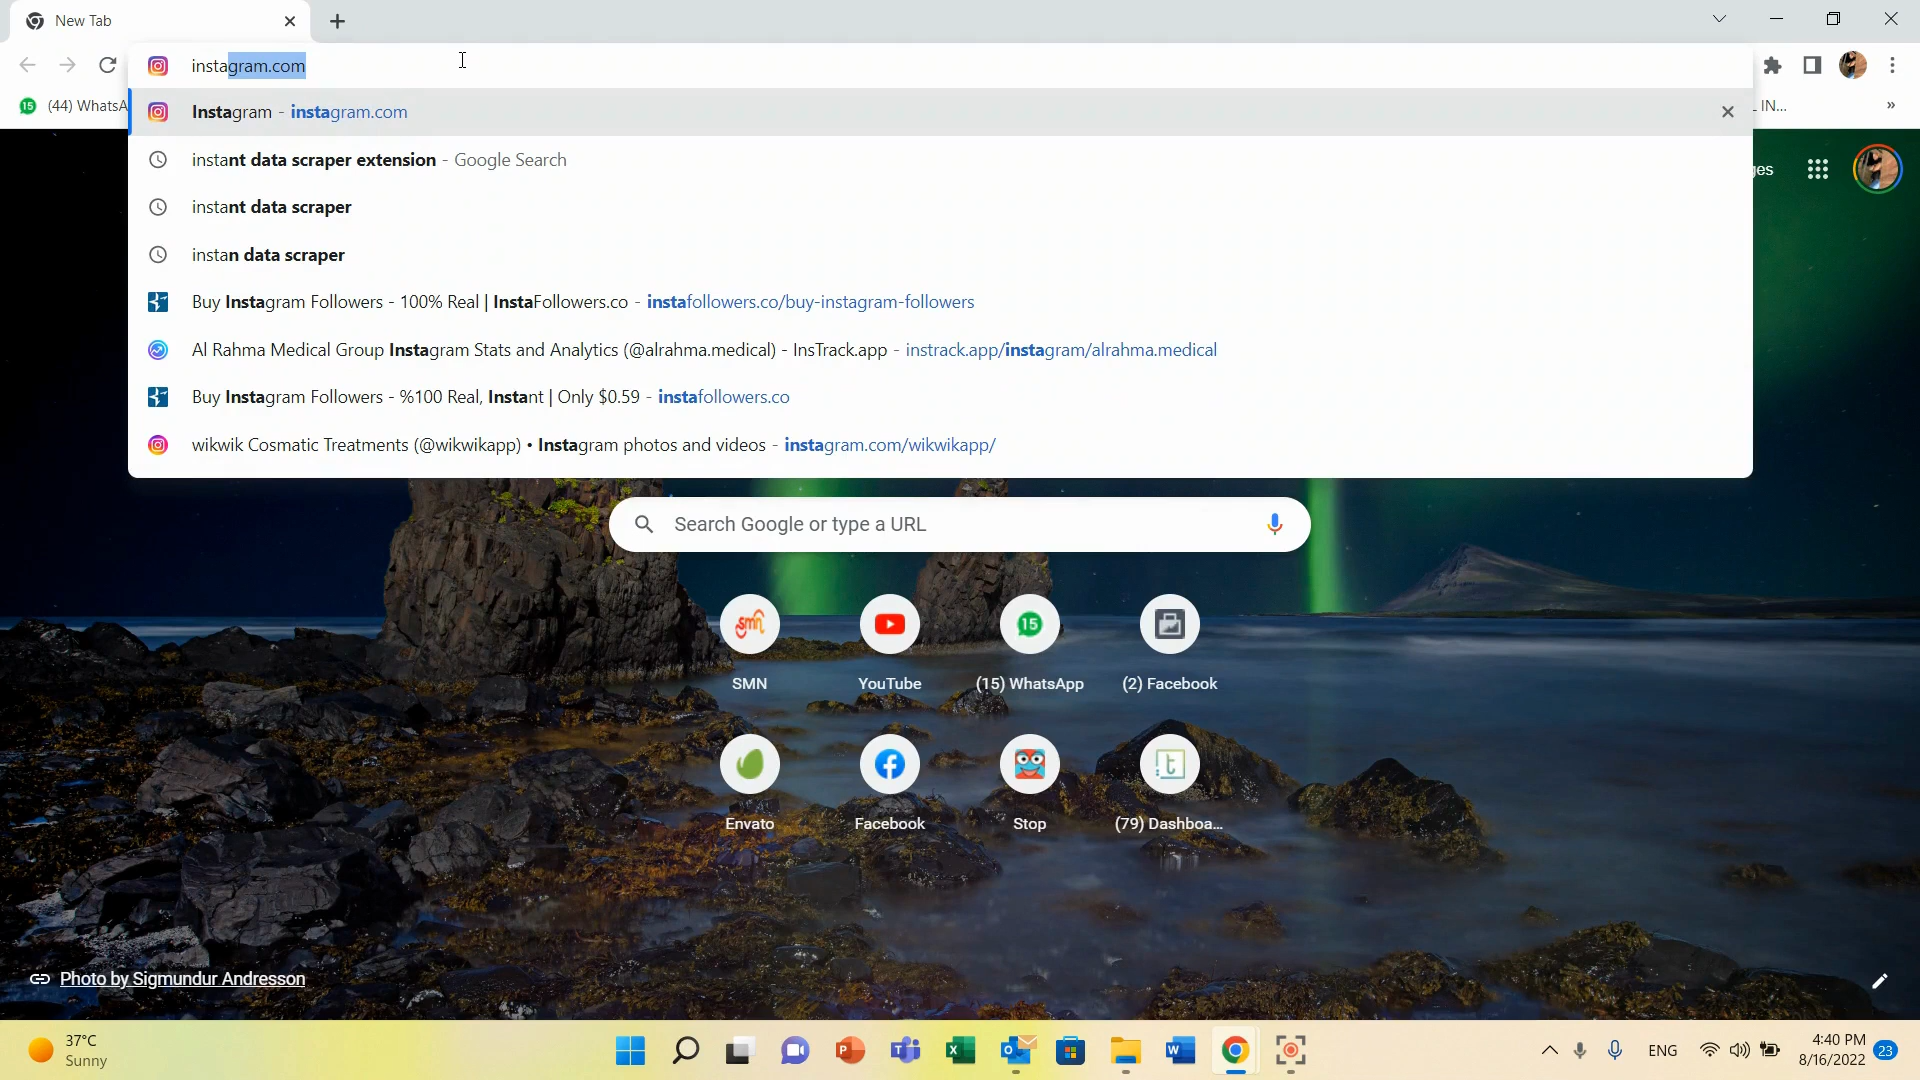 New Tab
instagram.com
(44) WhatsA
IN...
»
Instagram - instagram.com
instant data scraper extension - Google Search
instant data scraper
instan data scraper
Buy Instagram Followers - 100% Real | InstaFollowers.co - instafollowers.co/buy-instagram-followers
Al Rahma Medical Group Instagram Stats and Analytics (@alrahma.medical) - InsTrack.app - instrack.app/instagram/alrahma.medical
Buy Instagram Followers - %100 Real, Instant | Only $0.59 - instafollowers.co
wikwik Cosmatic Treatments (@wikwikapp) • Instagram photos and videos - instagram.com/wikwikapp/
Search Google or type a URL
SMN YouTube (15) WhatsApp (2) Facebook
Envato Facebook Stop (79) Dashboa...
Photo by Sigmundur Andresson
37°C
Sunny
ENG
4:40 PM
8/16/2022
23